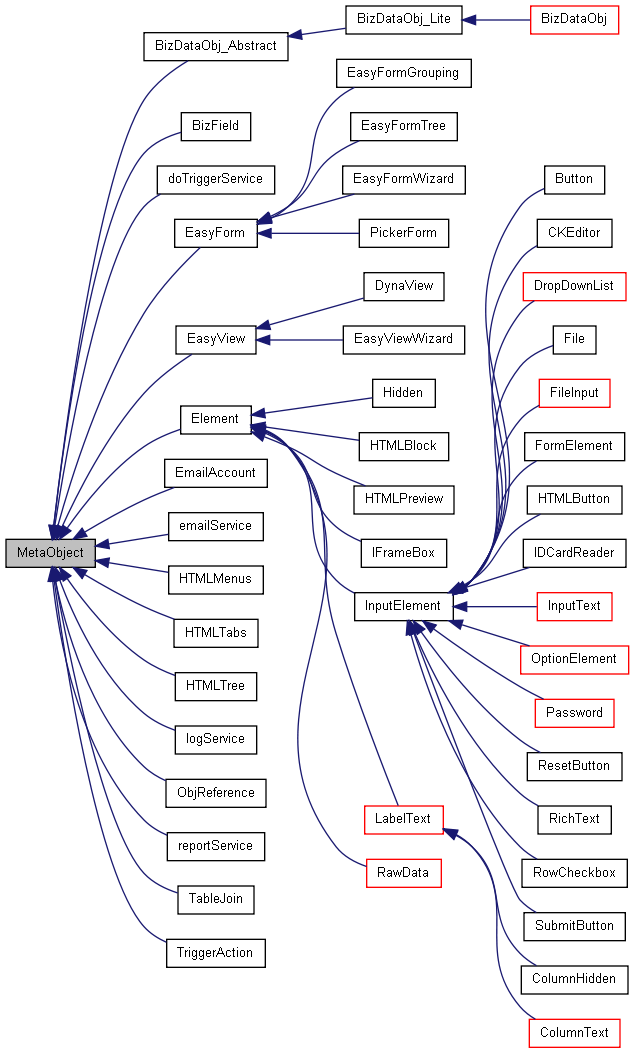 MetaObject
BizDataObj_Abstract
BizDataObj_Lite
BizDataObj
BizField
doTriggerService
EasyForm
EasyFormGrouping
EasyFormTree
EasyFormWizard
PickerForm
EasyView
DynaView
EasyViewWizard
Element
Hidden
HTMLBlock
HTMLPreview
IFrameBox
InputElement
Button
CKEditor
DropDownList
File
FileInput
FormElement
HTMLButton
IDCardReader
InputText
OptionElement
Password
ResetButton
RichText
RowCheckbox
SubmitButton
LabelText
ColumnHidden
ColumnText
RawData
EmailAccount
emailService
HTMLMenus
HTMLTabs
HTMLTree
logService
ObjReference
reportService
TableJoin
TriggerAction